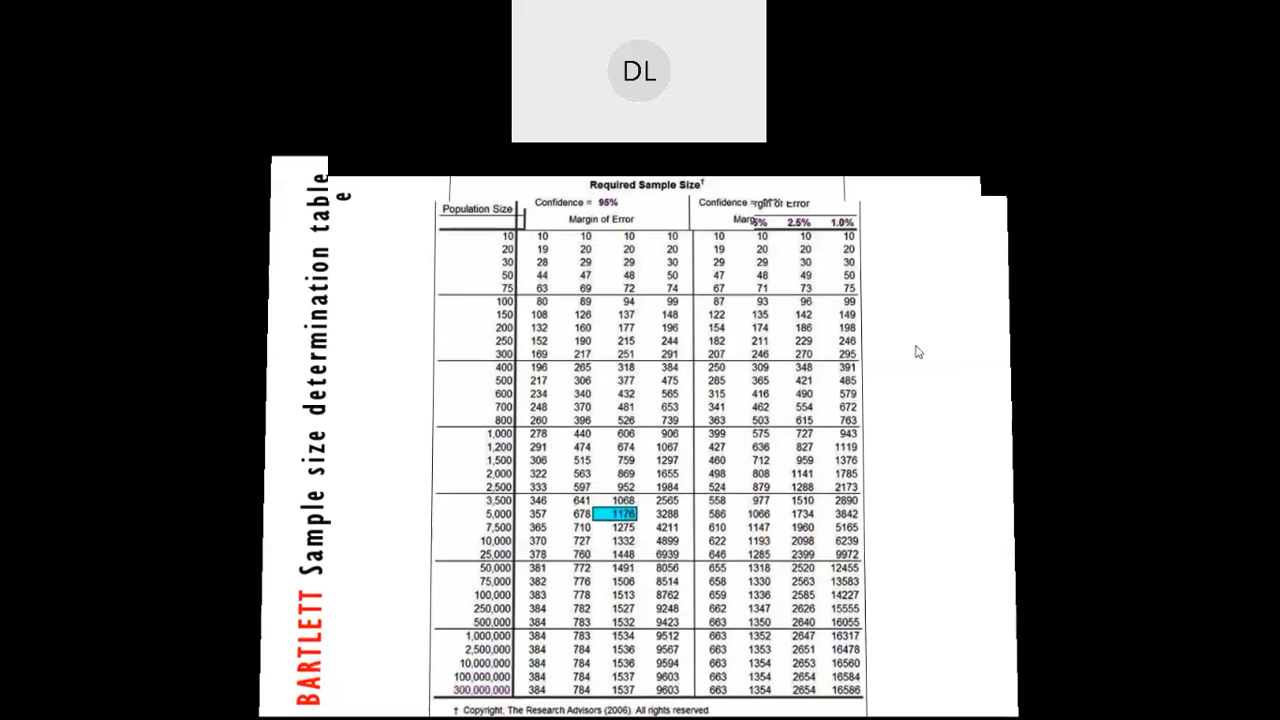 DL
BARTLETT Sample size determination table
e
Required Sample Size†
Confidence = 95% Confidence =
rgin of Error
Population Size Margin of Error Marg
5% 2.5% 1.0%
10 10 10 10 10 10 10 10 10
20 19 20 20 20 19 20 20 20
30 28 29 29 30 29 29 30 30
50 44 47 48 50 47 48 49 50
75 63 69 72 74 67 71 73 75
100 80 89 94 99 87 93 96 99
150 108 126 137 148 122 135 142 149
200 132 160 177 196 154 174 186 198
250 152 190 215 244 182 211 229 246
300 169 217 251 291 207 246 270 295
400 196 265 318 384 250 309 348 391
500 217 306 377 475 285 365 421 485
600 234 340 432 565 315 416 490 579
700 248 370 481 653 341 462 554 672
800 260 396 526 739 363 503 615 763
1,000 278 440 606 906 399 575 727 943
1,200 291 474 674 1067 427 636 827 1119
1,500 306 515 759 1297 460 712 959 1376
2,000 322 563 869 1655 498 808 1141 1785
2,500 333 597 952 1984 524 879 1288 2173
3,500 346 641 1068 2565 558 977 1510 2890
5,000 357 678 1176 3288 586 1066 1734 3842
7,500 365 710 1275 4211 610 1147 1960 5165
10,000 370 727 1332 4899 622 1193 2098 6239
25,000 378 760 1448 6939 646 1285 2399 9972
50,000 381 772 1491 8056 655 1318 2520 12455
75,000 382 776 1506 8514 658 1330 2563 13583
100,000 383 778 1513 8762 659 1336 2585 14227
250,000 384 782 1527 9248 662 1347 2626 15555
500,000 384 783 1532 9423 663 1350 2640 16055
1,000,000 384 783 1534 9512 663 1352 2647 16317
2,500,000 384 784 1536 9567 663 1353 2651 16478
10,000,000 384 784 1536 9594 663 1354 2653 16560
100,000,000 384 784 1537 9603 663 1354 2654 16584
300,000,000 384 784 1537 9603 663 1354 2654 16586
† Copyright, The Research Advisors (2006). All rights reserved.